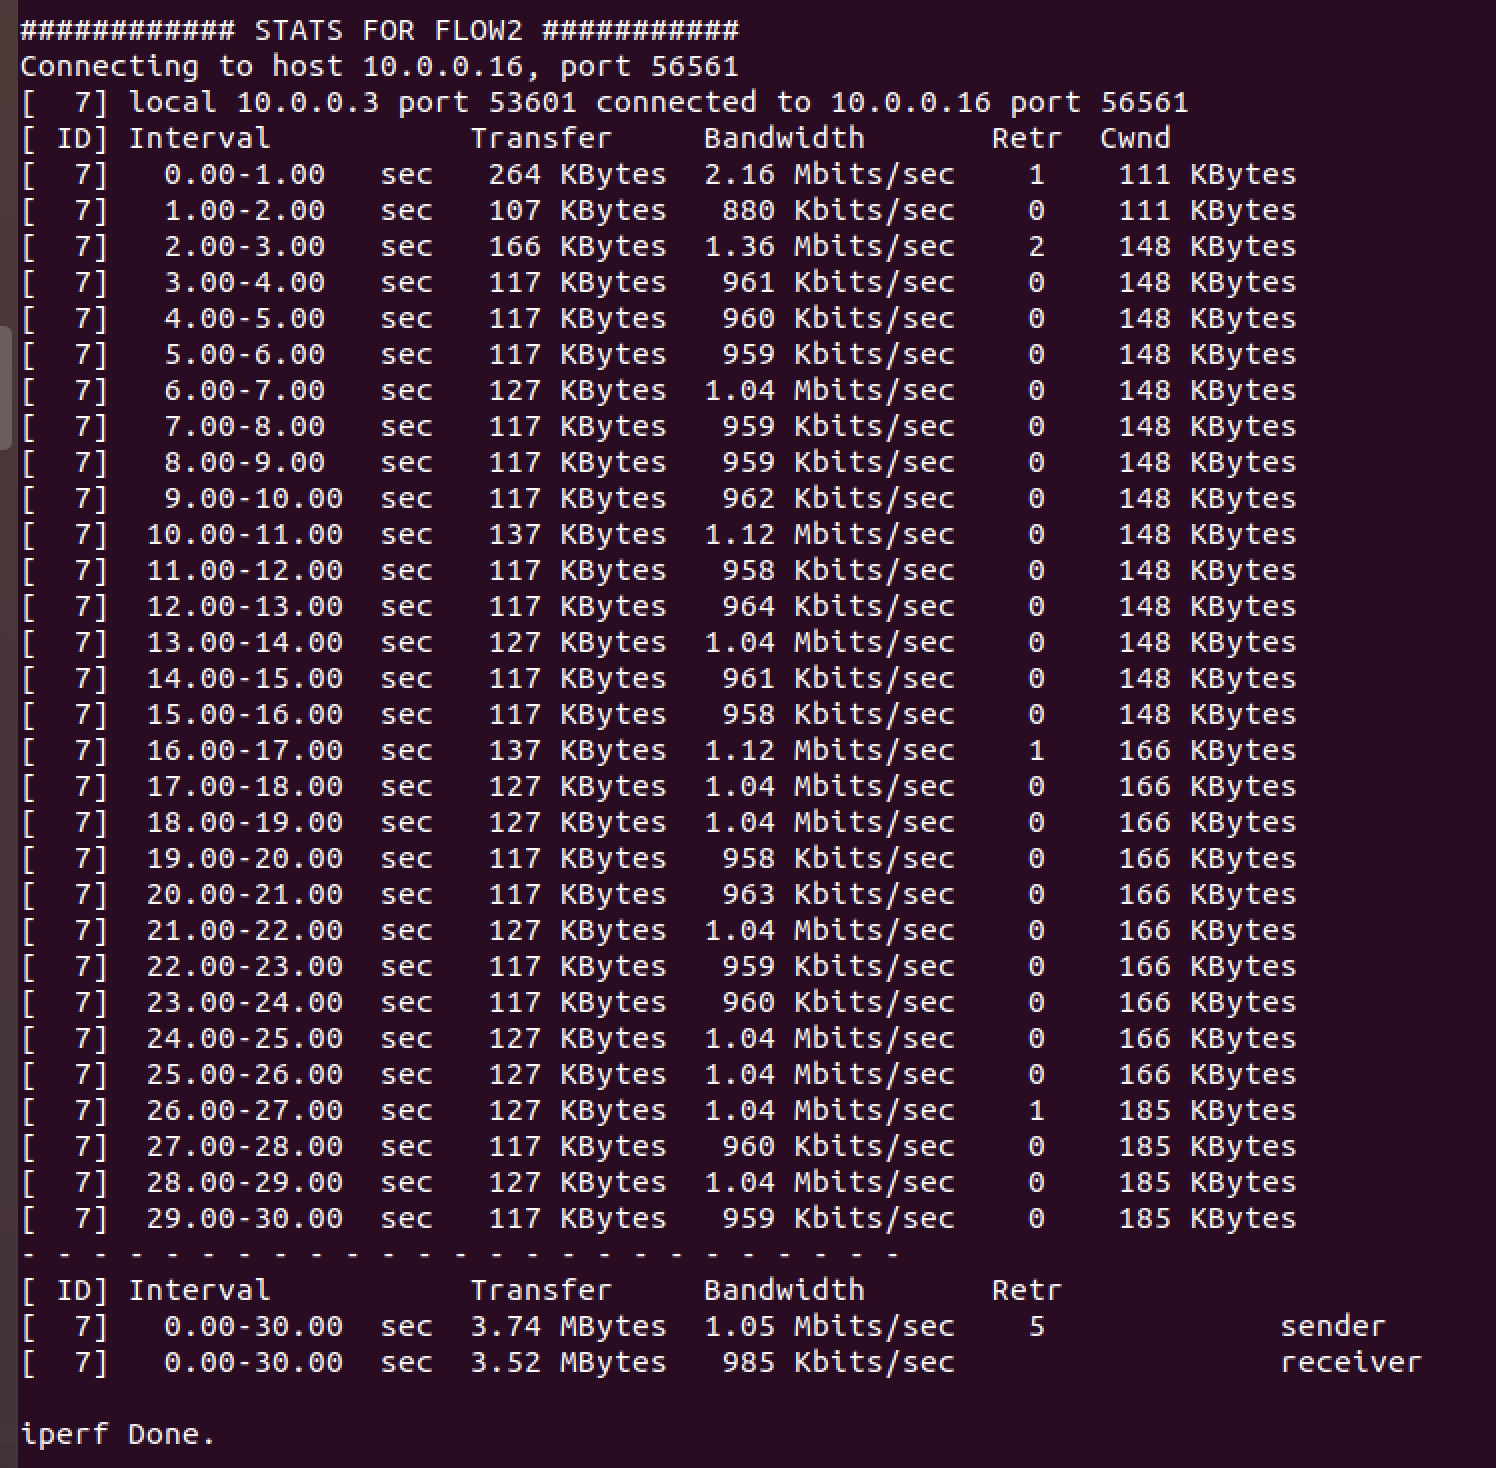 ############ STATS FOR FLOW2 ###########
Connecting to host 10.0.0.16, port 56561
[  7] local 10.0.0.3 port 53601 connected to 10.0.0.16 port 56561
[ ID] Interval           Transfer     Bandwidth       Retr  Cwnd
[  7]   0.00-1.00   sec   264 KBytes  2.16 Mbits/sec    1    111 KBytes
[  7]   1.00-2.00   sec   107 KBytes   880 Kbits/sec    0    111 KBytes
[  7]   2.00-3.00   sec   166 KBytes  1.36 Mbits/sec    2    148 KBytes
[  7]   3.00-4.00   sec   117 KBytes   961 Kbits/sec    0    148 KBytes
[  7]   4.00-5.00   sec   117 KBytes   960 Kbits/sec    0    148 KBytes
[  7]   5.00-6.00   sec   117 KBytes   959 Kbits/sec    0    148 KBytes
[  7]   6.00-7.00   sec   127 KBytes  1.04 Mbits/sec    0    148 KBytes
[  7]   7.00-8.00   sec   117 KBytes   959 Kbits/sec    0    148 KBytes
[  7]   8.00-9.00   sec   117 KBytes   959 Kbits/sec    0    148 KBytes
[  7]   9.00-10.00  sec   117 KBytes   962 Kbits/sec    0    148 KBytes
[  7]  10.00-11.00  sec   137 KBytes  1.12 Mbits/sec    0    148 KBytes
[  7]  11.00-12.00  sec   117 KBytes   958 Kbits/sec    0    148 KBytes
[  7]  12.00-13.00  sec   117 KBytes   964 Kbits/sec    0    148 KBytes
[  7]  13.00-14.00  sec   127 KBytes  1.04 Mbits/sec    0    148 KBytes
[  7]  14.00-15.00  sec   117 KBytes   961 Kbits/sec    0    148 KBytes
[  7]  15.00-16.00  sec   117 KBytes   958 Kbits/sec    0    148 KBytes
[  7]  16.00-17.00  sec   137 KBytes  1.12 Mbits/sec    1    166 KBytes
[  7]  17.00-18.00  sec   127 KBytes  1.04 Mbits/sec    0    166 KBytes
[  7]  18.00-19.00  sec   127 KBytes  1.04 Mbits/sec    0    166 KBytes
[  7]  19.00-20.00  sec   117 KBytes   958 Kbits/sec    0    166 KBytes
[  7]  20.00-21.00  sec   117 KBytes   963 Kbits/sec    0    166 KBytes
[  7]  21.00-22.00  sec   127 KBytes  1.04 Mbits/sec    0    166 KBytes
[  7]  22.00-23.00  sec   117 KBytes   959 Kbits/sec    0    166 KBytes
[  7]  23.00-24.00  sec   117 KBytes   960 Kbits/sec    0    166 KBytes
[  7]  24.00-25.00  sec   127 KBytes  1.04 Mbits/sec    0    166 KBytes
[  7]  25.00-26.00  sec   127 KBytes  1.04 Mbits/sec    0    166 KBytes
[  7]  26.00-27.00  sec   127 KBytes  1.04 Mbits/sec    1    185 KBytes
[  7]  27.00-28.00  sec   117 KBytes   960 Kbits/sec    0    185 KBytes
[  7]  28.00-29.00  sec   127 KBytes  1.04 Mbits/sec    0    185 KBytes
[  7]  29.00-30.00  sec   117 KBytes   959 Kbits/sec    0    185 KBytes
- - - - - - - - - - - - - - - - - - - - - - - - -
[ ID] Interval           Transfer     Bandwidth       Retr
[  7]   0.00-30.00  sec  3.74 MBytes  1.05 Mbits/sec    5             sender
[  7]   0.00-30.00  sec  3.52 MBytes   985 Kbits/sec                  receiver
iperf Done.